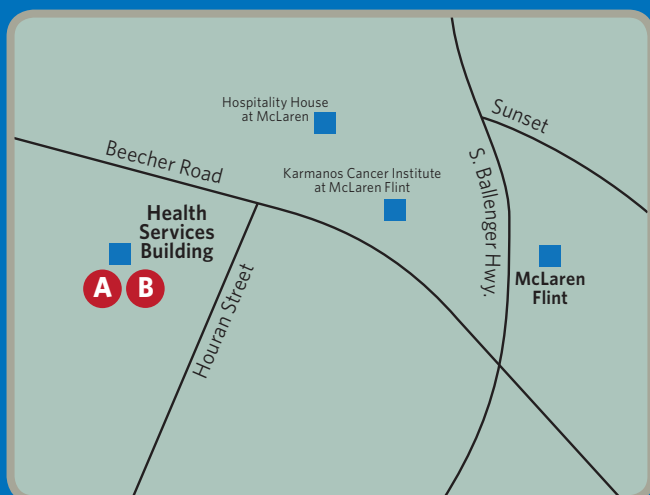 Hospitality House
at McLaren
Sunset
Beecher Road
Karmanos Cancer Institute
at McLaren Flint
S. Ballenger Hwy.
Health
Services
Building
A B
McLaren
Flint
Houran Street